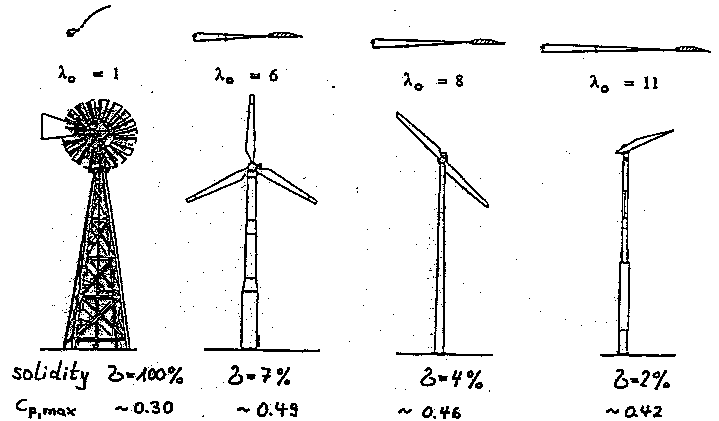 λo = 1 λo = 6 λo = 8 λo = 11
solidity σ=100% σ=7% σ=4% σ=2%
Cp,max ~0.30 ~0.49 ~0.46 ~0.42